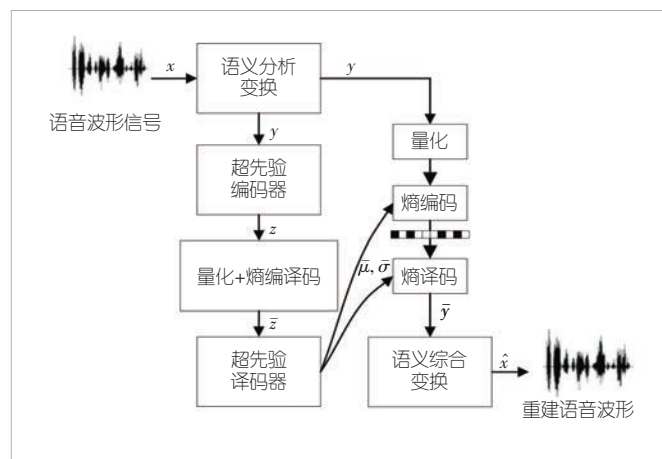 x
语义分析
变换
y
语音波形信号
y
量化
超先验
编码器
熵编码
z
μ̄, σ̄
量化+熵编译码
熵译码
z̄
ȳ
超先验
译码器
语义综合
变换
x̂
重建语音波形